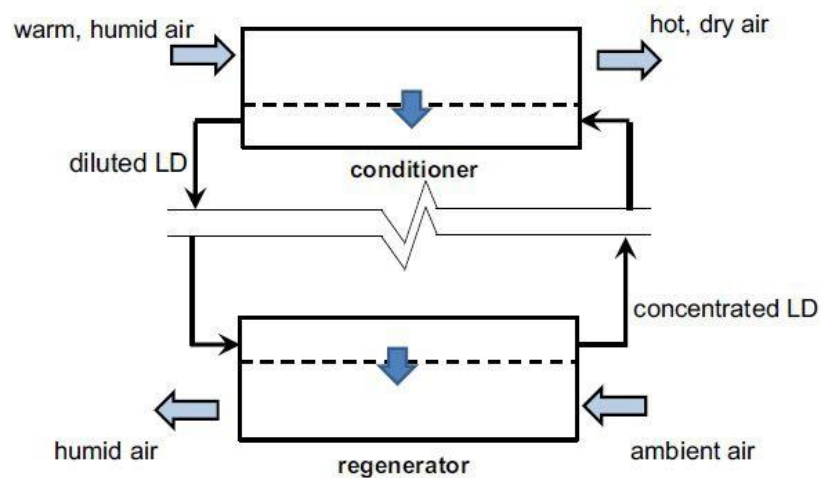 warm, humid air
hot, dry air
diluted LD
conditioner
concentrated LD
humid air
regenerator
ambient air